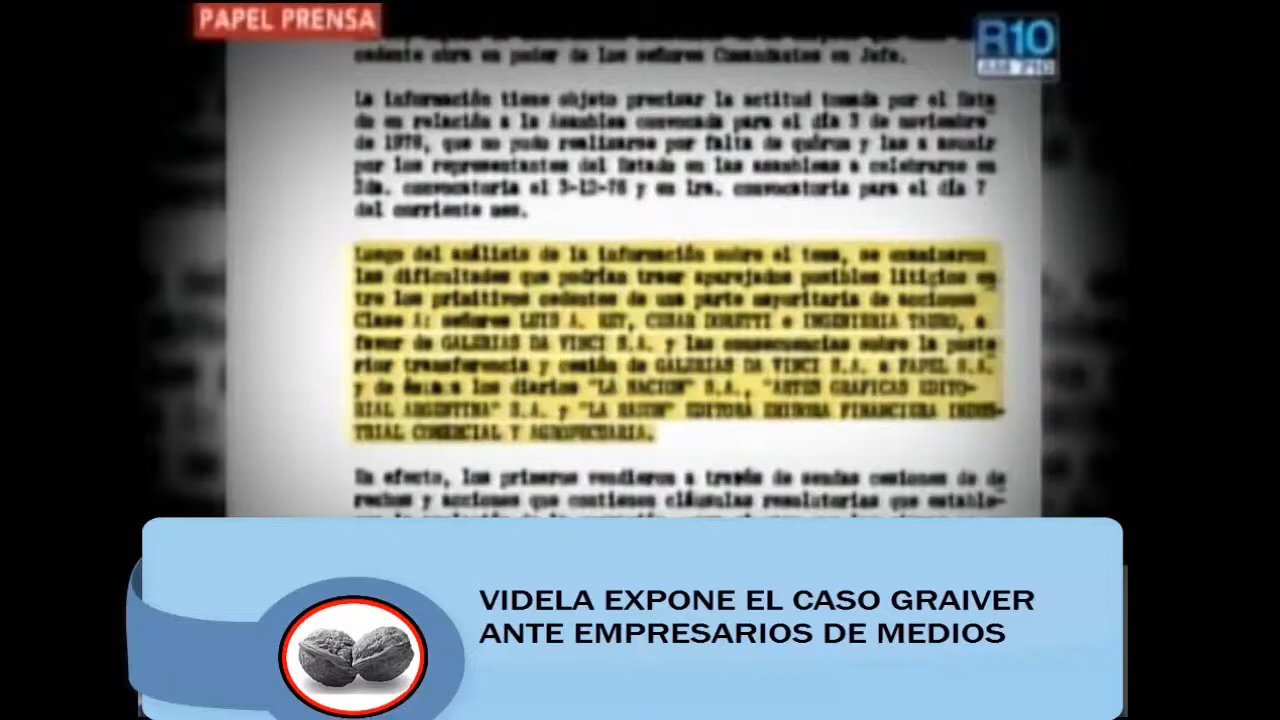 PAPEL PRENSA
R10
AM 710
cedente obra en poder de los señores Comandantes en Jefe.
La información tiene objeto precisar la actitud tomada por el Esta
do en relación a la Asamblea convocada para el día 3 de noviembre
de 1976, que no pudo realizarse por falta de quórum y las a asumir
por los representantes del Estado en las asambleas a celebrarse en
2da. convocatoria el 3-12-76 y en 1ra. convocatoria para el día 7
del corriente mes.
Luego del análisis de la información sobre el tema, se examinaron
las dificultades que podrían traer aparejadas posibles litigios en
tre los primitivos cedentes de una parte mayoritaria de acciones
Clase A: señores LUIS A. REY, CESAR DORETTI e INGENIERIA TAURO, a
favor de GALERIAS DA VINCI S.A. y las consecuencias sobre la poste
rior transferencia y cesión de GALERIAS DA VINCI S.A. a PAPEL S.A.
y de a los diarios "LA NACION" S.A., "ARTES GRAFICAS EDITO-
RIAL ARGENTINA" S.A. y "LA RAZON" EDITORA EMISORA FINANCIERA INDUS-
TRIAL COMERCIAL Y AGROPECUARIA.
En efecto, los primeros vendieron a través de sendas cesiones de de
rechos y acciones que contienen cláusulas resolutorias que estable-
VIDELA EXPONE EL CASO GRAIVER
ANTE EMPRESARIOS DE MEDIOS